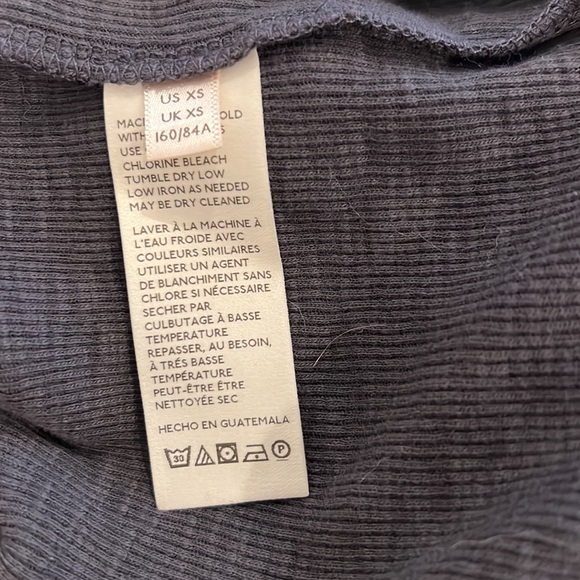 US XS
UK XS
160/84A
OLD
WITH
USE
CHLORINE BLEACH
TUMBLE DRY LOW
LOW IRON AS NEEDED
MAY BE DRY CLEANED
LAVER À LA MACHINE À
L'EAU FROIDE AVEC
COULEURS SIMILAIRES
UTILISER UN AGENT
DE BLANCHIMENT SANS
CHLORE SI NÉCESSAIRE
SECHER PAR
CULBUTAGE À BASSE
TEMPERATURE
REPASSER, AU BESOIN,
À TRÉS BASSE
TEMPÉRATURE
PEUT-ÊTRE ÊTRE
NETTOYÉE SEC
HECHO EN GUATEMALA
30 P